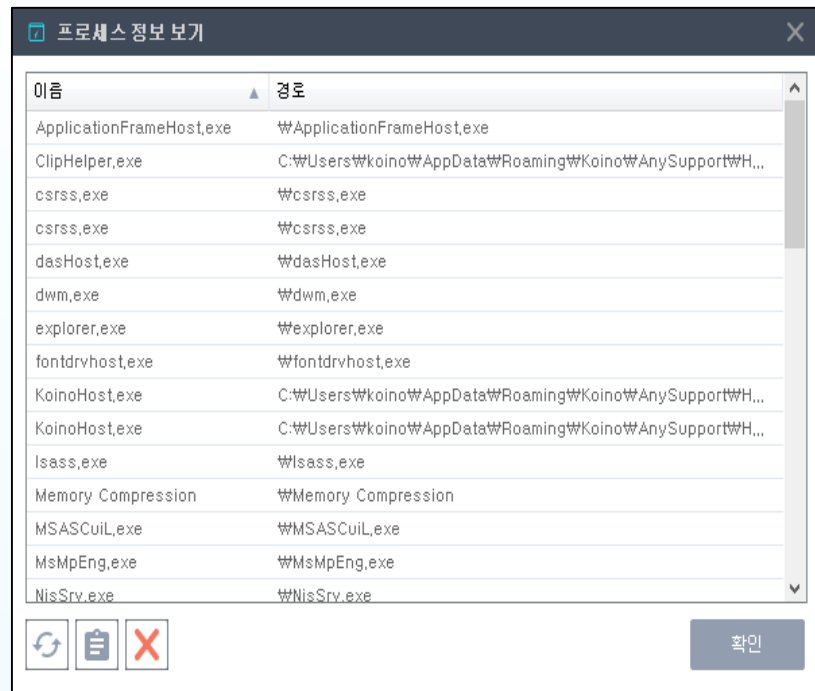 프로세스 정보 보기
이름 경로
ApplicationFrameHost.exe ₩ApplicationFrameHost.exe
ClipHelper.exe C:₩Users₩koino₩AppData₩Roaming₩Koino₩AnySupport₩H...
csrss.exe ₩csrss.exe
csrss.exe ₩csrss.exe
dasHost.exe ₩dasHost.exe
dwm.exe ₩dwm.exe
explorer.exe ₩explorer.exe
fontdrvhost.exe ₩fontdrvhost.exe
KoinoHost.exe C:₩Users₩koino₩AppData₩Roaming₩Koino₩AnySupport₩H...
KoinoHost.exe C:₩Users₩koino₩AppData₩Roaming₩Koino₩AnySupport₩H...
lsass.exe ₩lsass.exe
Memory Compression ₩Memory Compression
MSASCuiL.exe ₩MSASCuiL.exe
MsMpEng.exe ₩MsMpEng.exe
NisSrv.exe ₩NisSrv.exe
확인